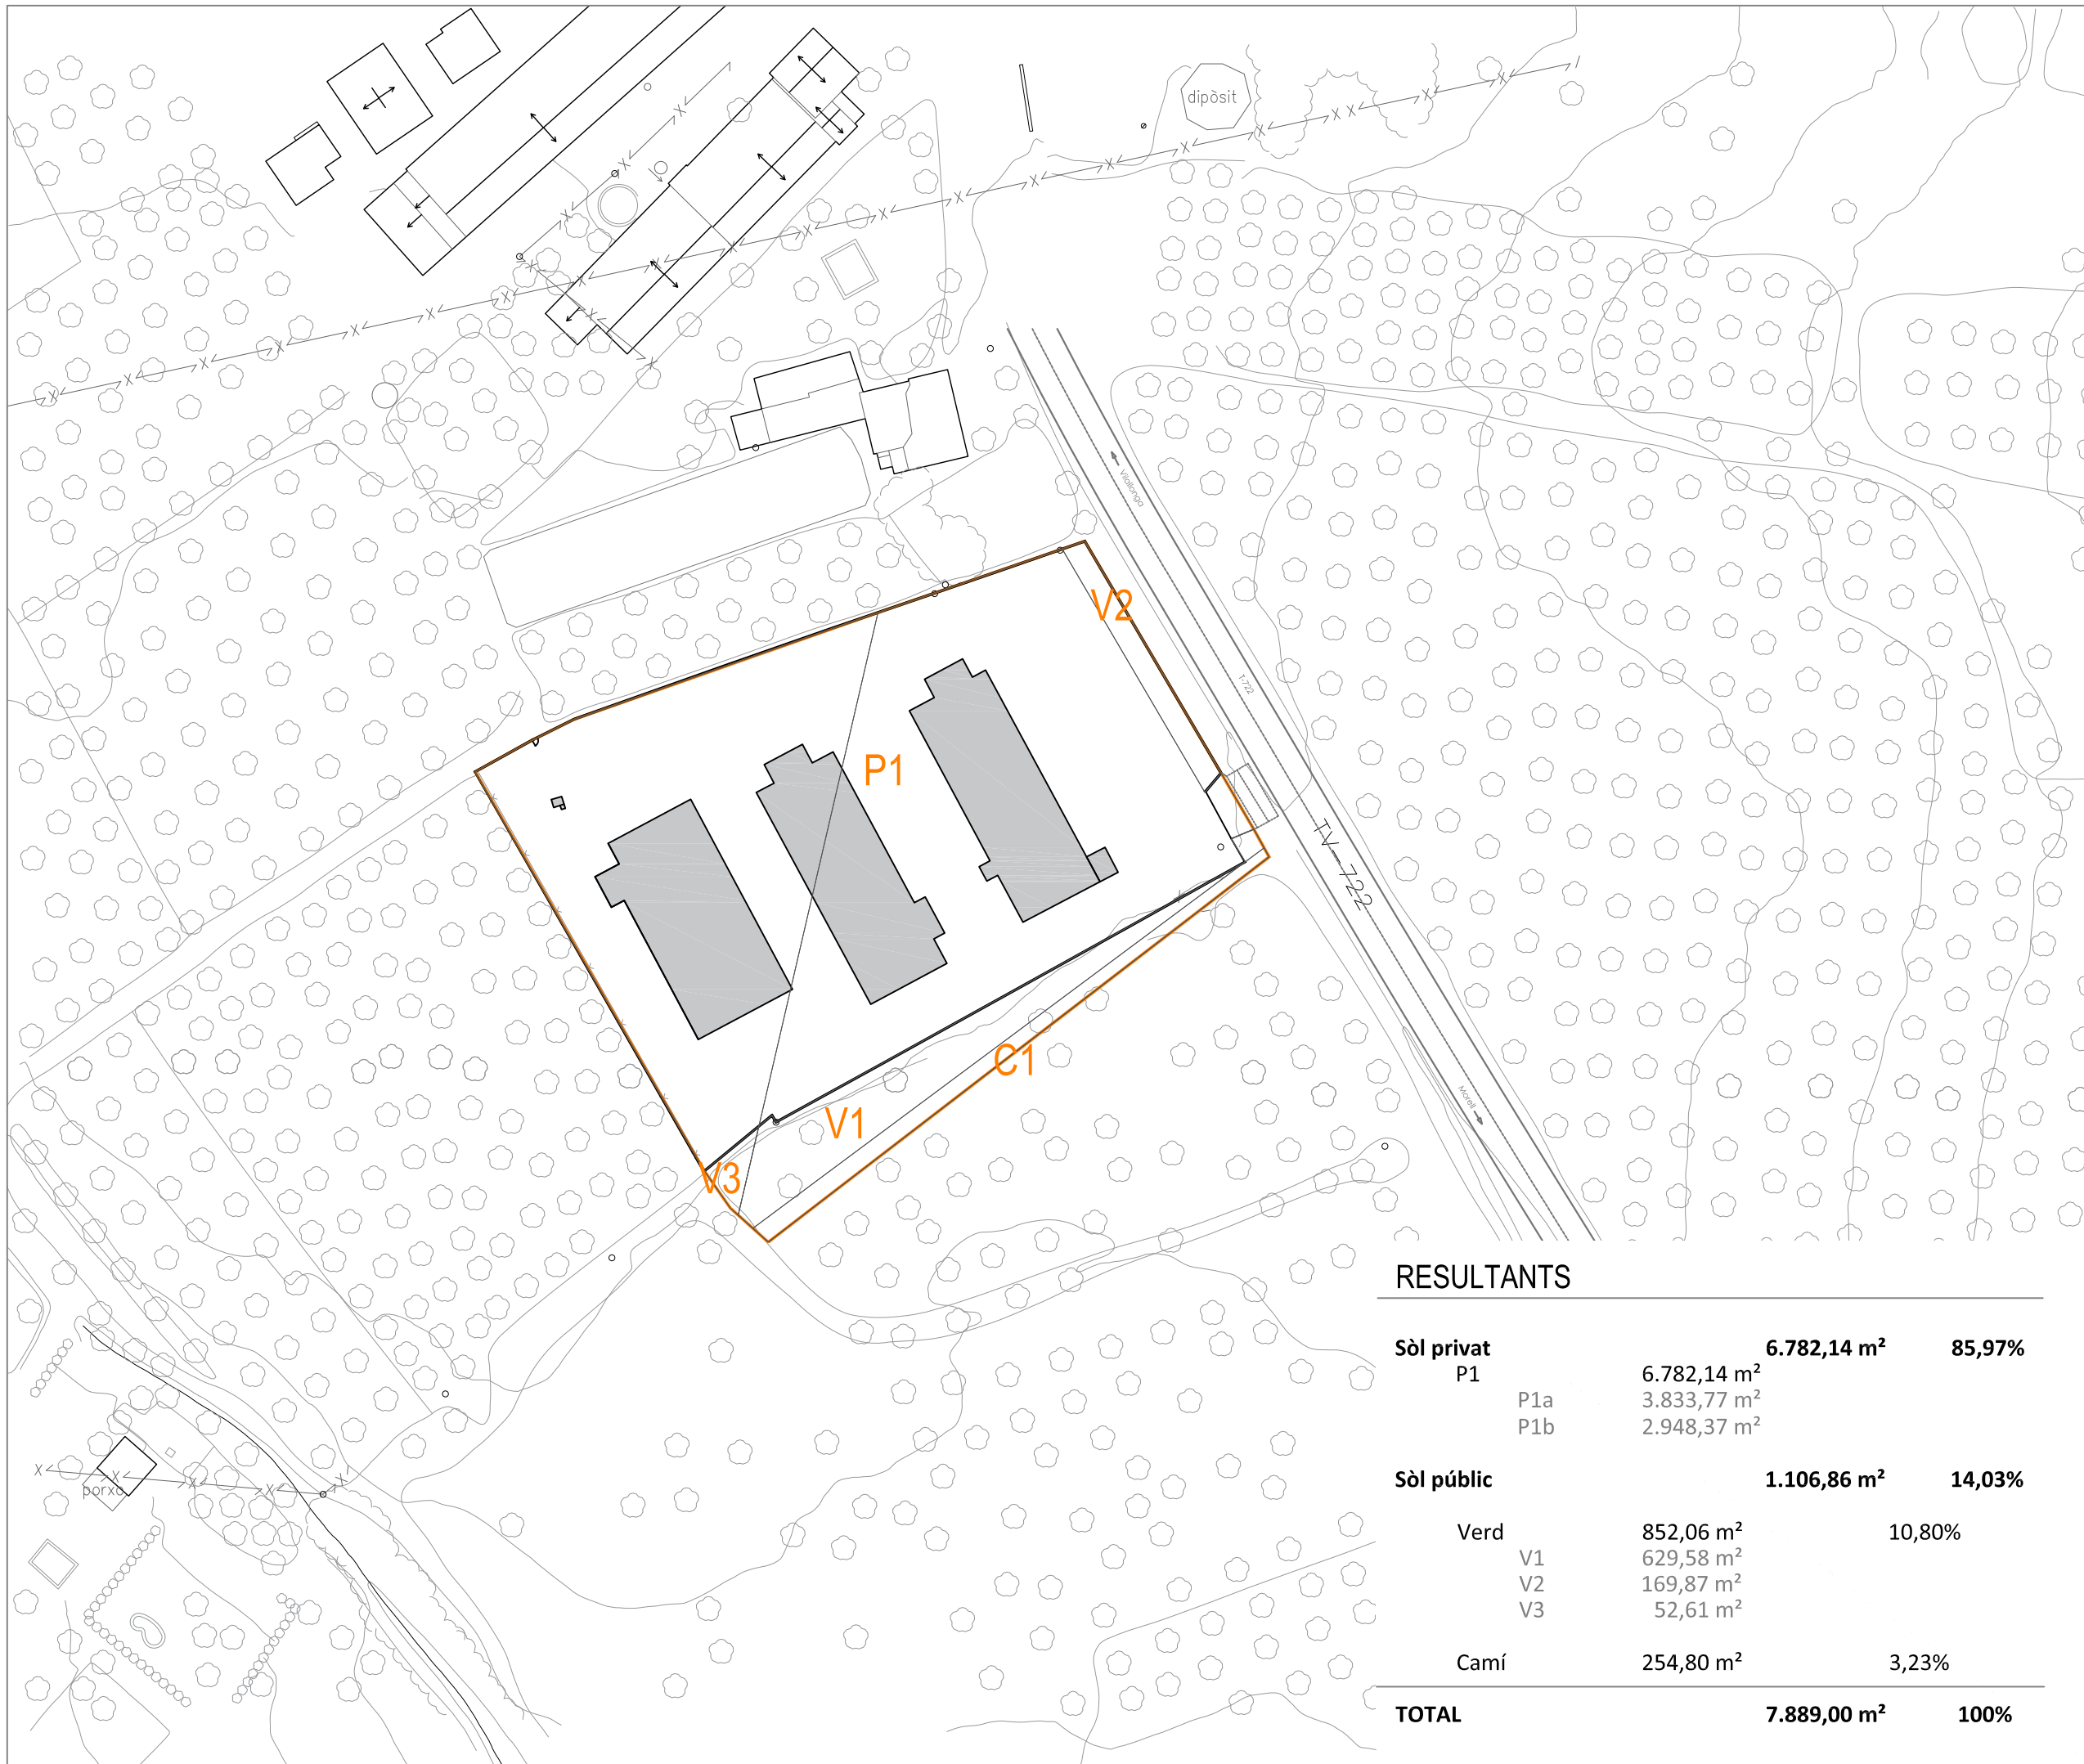 dipòsit
Vilallonga
V2
T-722
P1
TV-722
C1
Morell
V1
V3
porxo
RESULTANTS
Sòl privat 6.782,14 m² 85,97%
P1 6.782,14 m²
P1a 3.833,77 m²
P1b 2.948,37 m²
Sòl públic 1.106,86 m² 14,03%
Verd 852,06 m² 10,80%
V1 629,58 m²
V2 169,87 m²
V3 52,61 m²
Camí 254,80 m² 3,23%
TOTAL 7.889,00 m² 100%